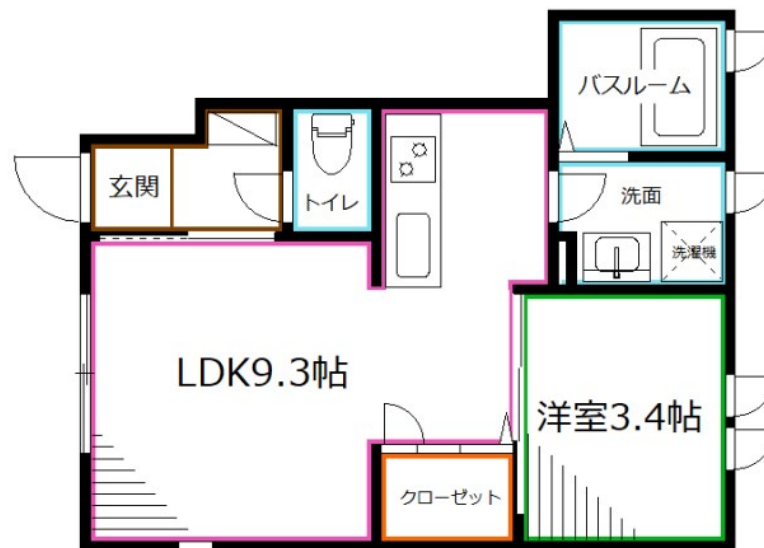 バスルーム
玄関
トイレ
洗面
洗濯機
LDK9.3帖
洋室3.4帖
クローゼット